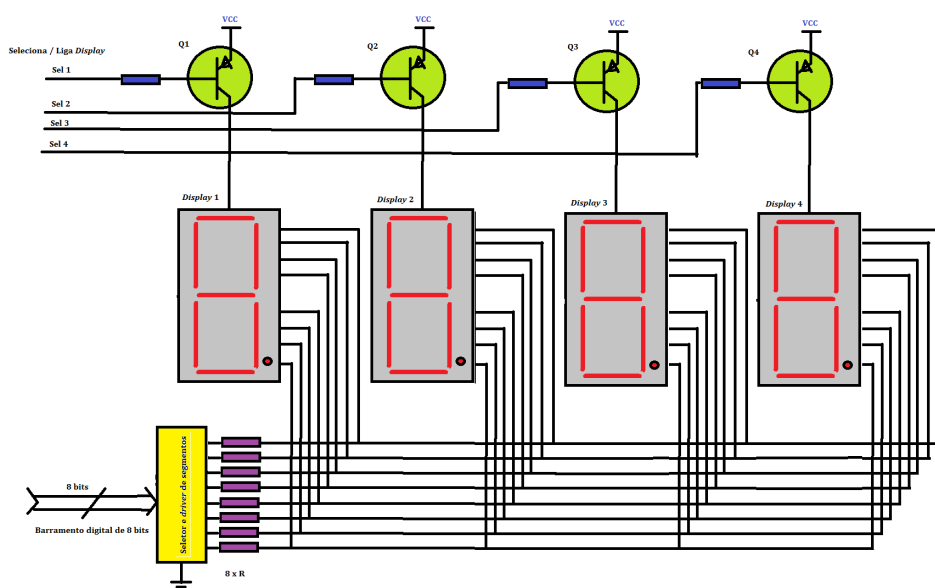 VCC
VCC
VCC
VCC
Q1
Q2
Q3
Q4
Seleciona / Liga Display
Sel 1
Sel 2
Sel 3
Sel 4
Display 1
Display 2
Display 3
Display 4
Seletor e driver de segmentos
8 bits
Barramento digital de 8 bits
8 x R